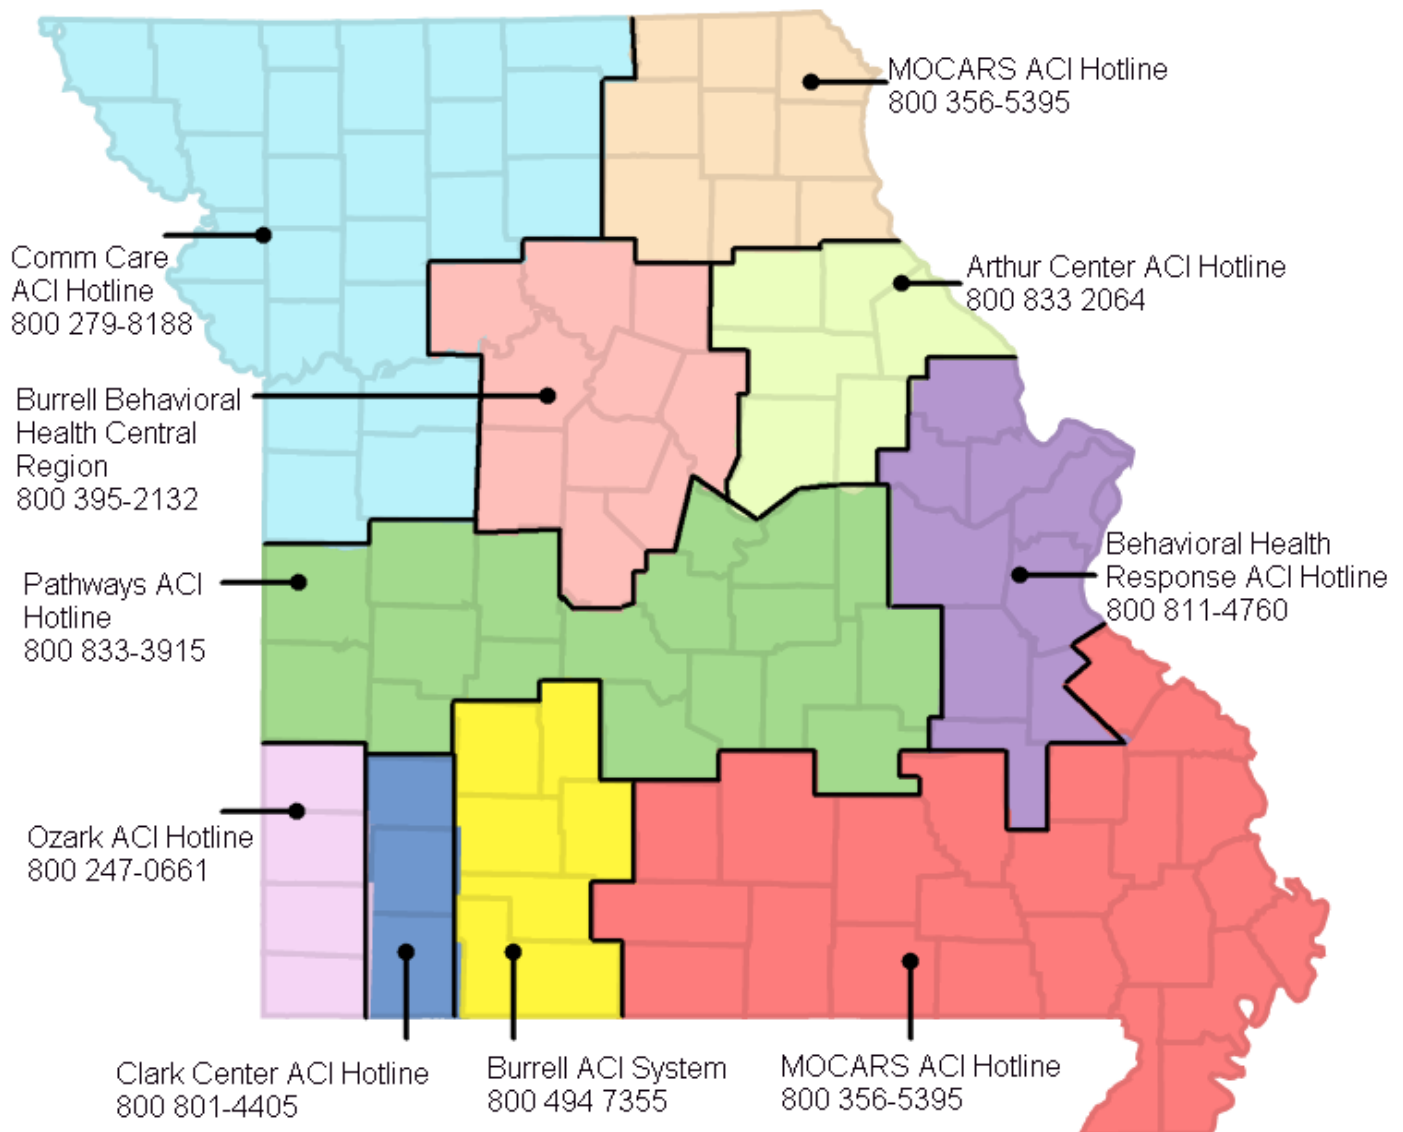 MOCARS ACI Hotline
800 356-5395
Comm Care
ACI Hotline
800 279-8188
Arthur Center ACI Hotline
800 833 2064
Burrell Behavioral
Health Central
Region
800 395-2132
Behavioral Health
Response ACI Hotline
800 811-4760
Pathways ACI
Hotline
800 833-3915
Ozark ACI Hotline
800 247-0661
Clark Center ACI Hotline
800 801-4405
Burrell ACI System
800 494 7355
MOCARS ACI Hotline
800 356-5395